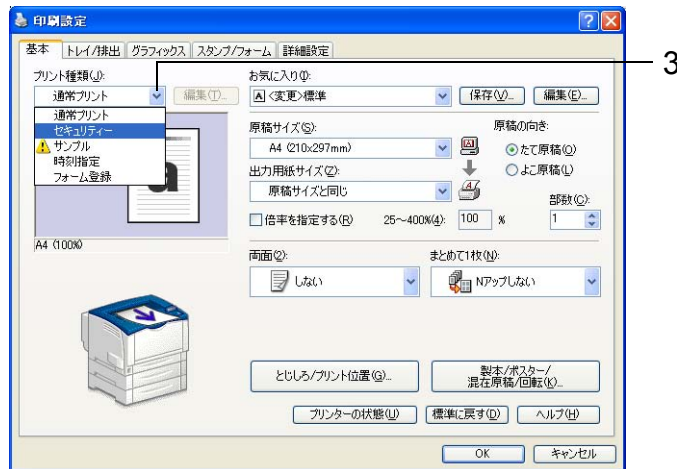 印刷設定
基本 トレイ/排出 グラフィックス スタンプ/フォーム 詳細設定
3
プリント種類(J):
通常プリント 編集(T)...
通常プリント
セキュリティー
サンプル
時刻指定
フォーム登録
A4 (100%)
お気に入り(I):
<変更>標準 保存(V)... 編集(E)...
原稿サイズ(S):
A4 (210x297mm)
出力用紙サイズ(Z):
原稿サイズと同じ
原稿の向き:
たて原稿(O)
よこ原稿(L)
倍率を指定する(R) 25～400%(4): 100 %
部数(C):
1
両面(2):
しない
まとめて1枚(N):
Nアップしない
とじしろ/プリント位置(G)...
製本/ポスター/
混在原稿/回転(K)...
プリンターの状態(U) 標準に戻す(D) ヘルプ(H)
OK キャンセル